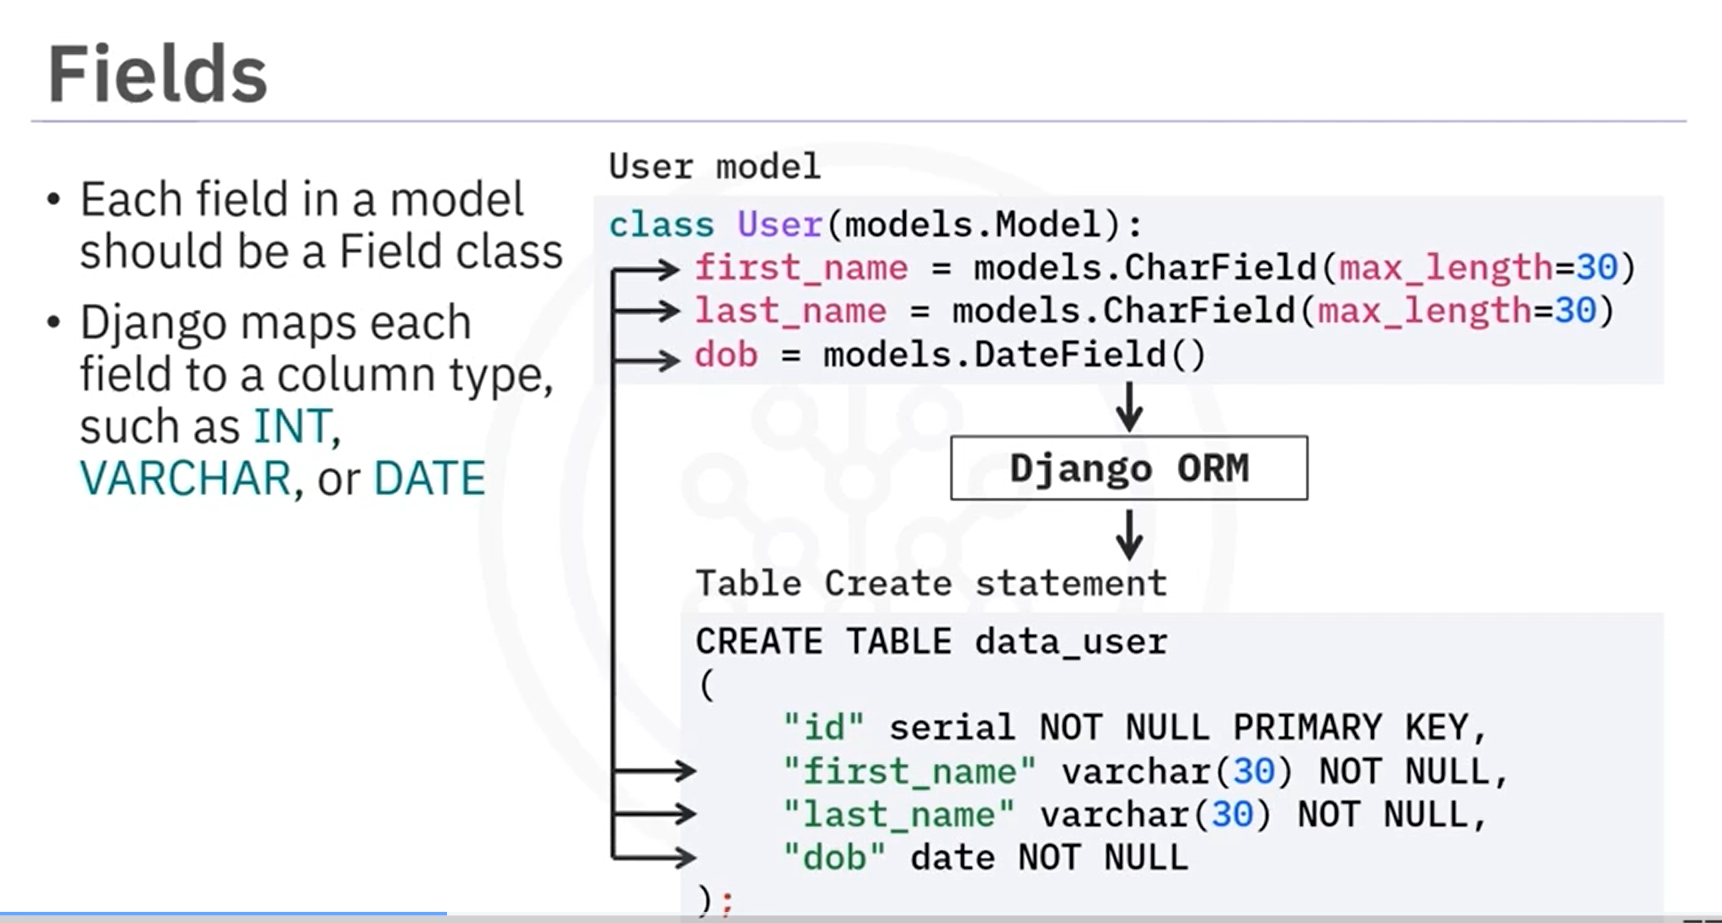 Fields
• Each field in a model
should be a Field class
• Django maps each
field to a column type,
such as INT,
VARCHAR, or DATE
User model
class User(models.Model):
first_name = models.CharField(max_length=30)
last_name = models.CharField(max_length=30)
dob = models.DateField()
Django ORM
Table Create statement
CREATE TABLE data_user
(
"id" serial NOT NULL PRIMARY KEY,
"first_name" varchar(30) NOT NULL,
"last_name" varchar(30) NOT NULL,
"dob" date NOT NULL
);